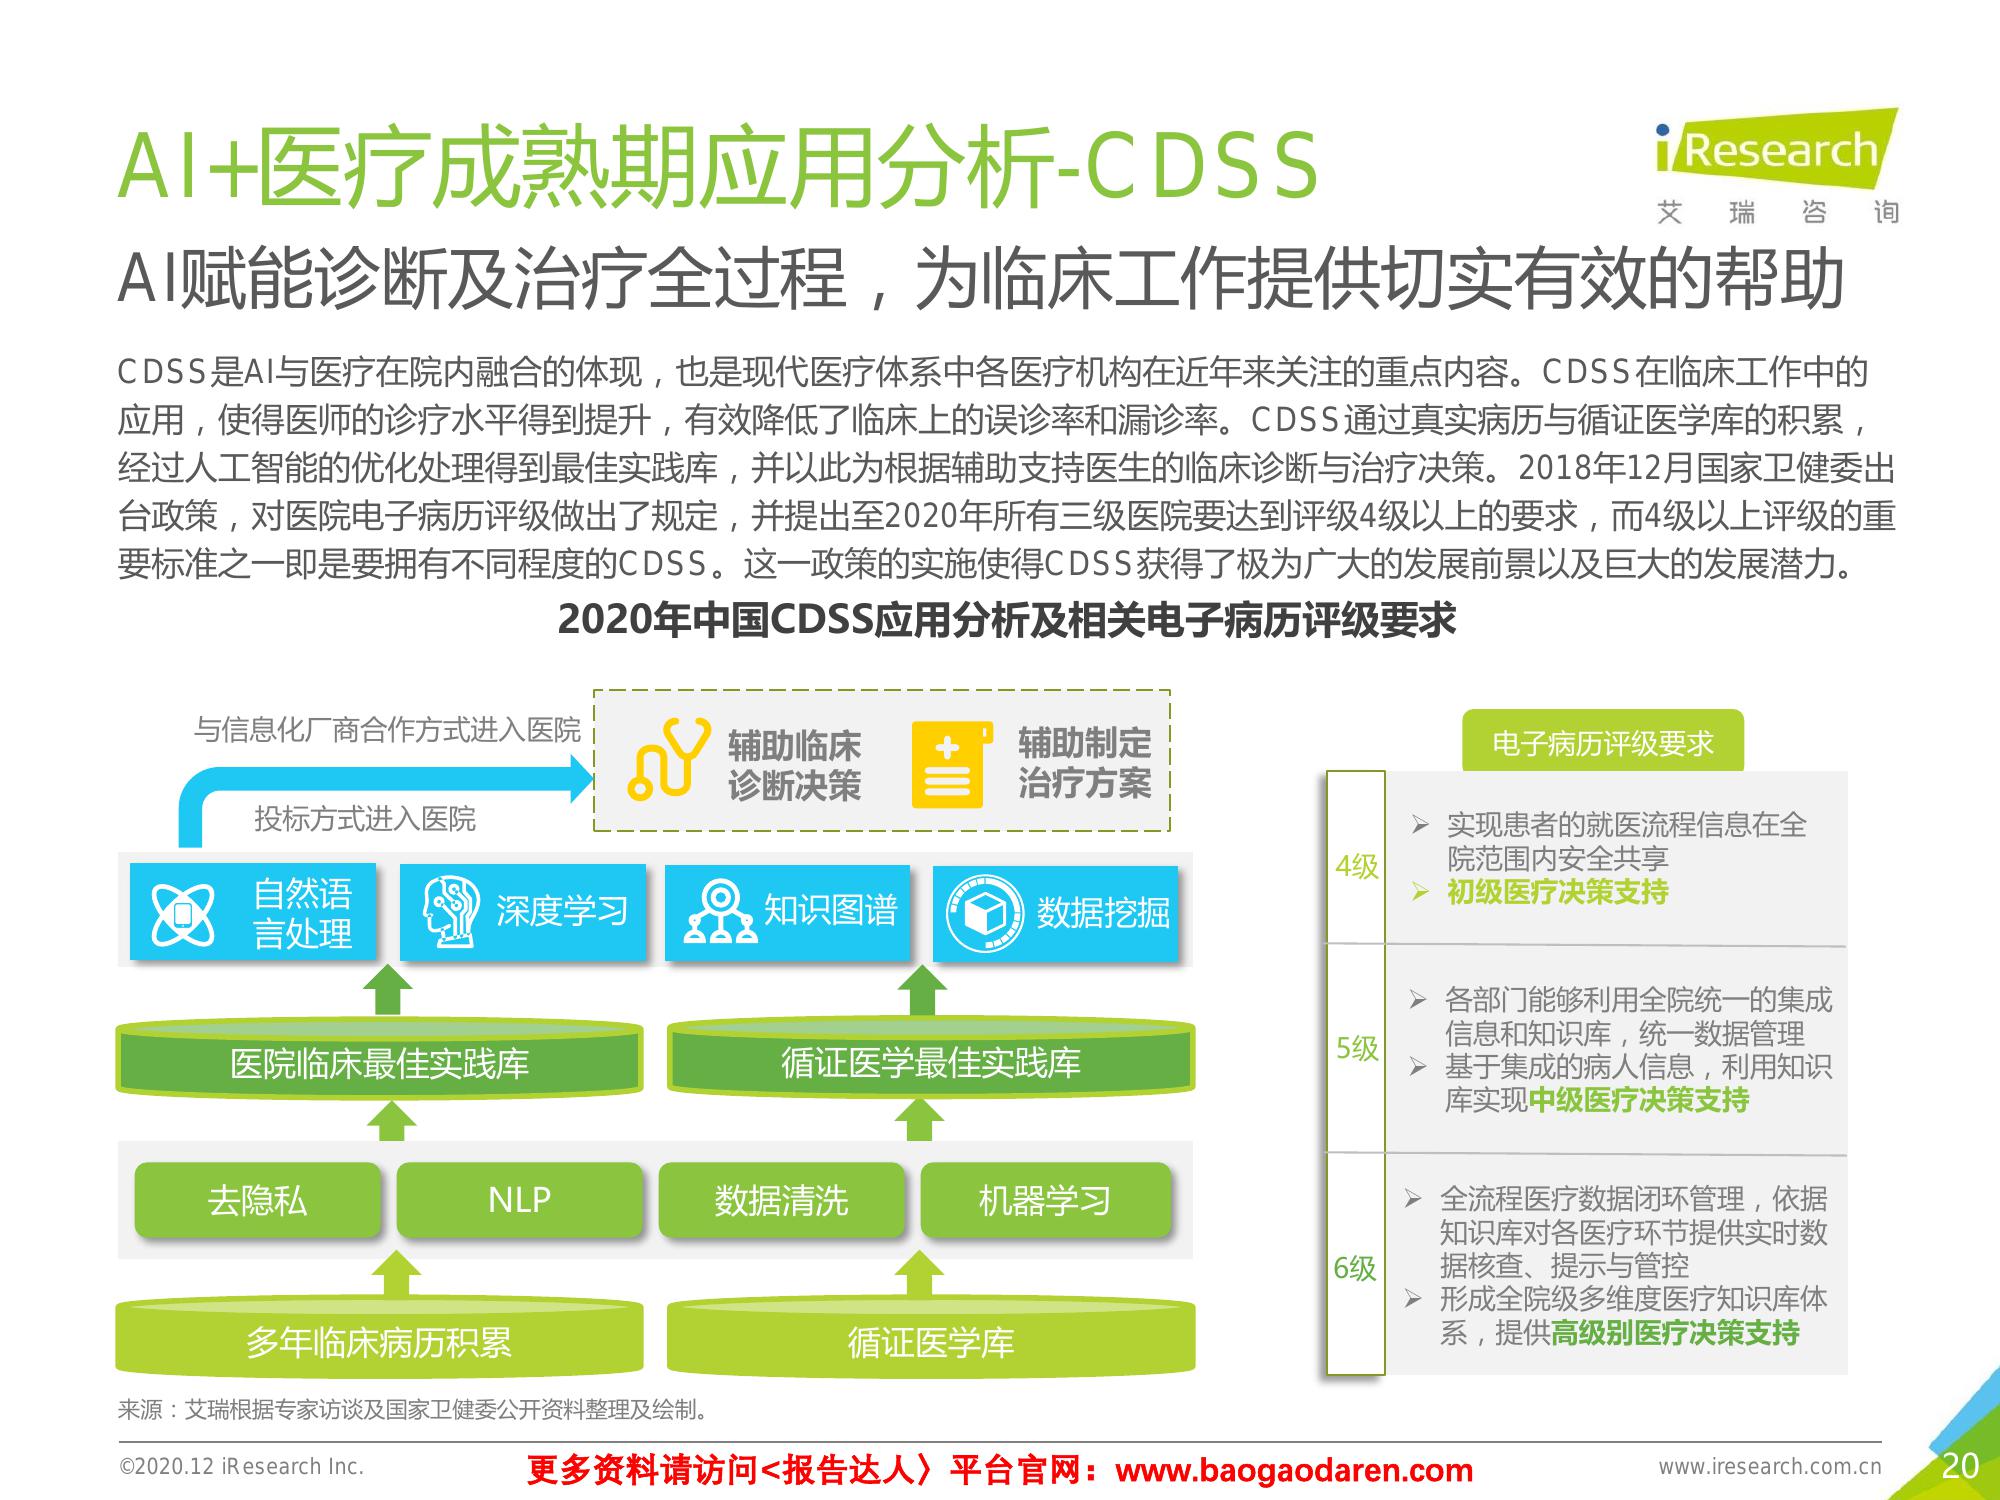 AI+医疗成熟期应用分析-CDSS
iResearch
艾瑞咨询
AI赋能诊断及治疗全过程，为临床工作提供切实有效的帮助
CDSS是AI与医疗在院内融合的体现，也是现代医疗体系中各医疗机构在近年来关注的重点内容。CDSS在临床工作中的
应用，使得医师的诊疗水平得到提升，有效降低了临床上的误诊率和漏诊率。CDSS通过真实病历与循证医学库的积累，
经过人工智能的优化处理得到最佳实践库，并以此为根据辅助支持医生的临床诊断与治疗决策。2018年12月国家卫健委出
台政策，对医院电子病历评级做出了规定，并提出至2020年所有三级医院要达到评级4级以上的要求，而4级以上评级的重
要标准之一即是要拥有不同程度的CDSS。这一政策的实施使得CDSS获得了极为广大的发展前景以及巨大的发展潜力。
2020年中国CDSS应用分析及相关电子病历评级要求
与信息化厂商合作方式进入医院
投标方式进入医院
辅助临床
诊断决策
辅助制定
治疗方案
自然语
言处理
深度学习
知识图谱
数据挖掘
医院临床最佳实践库
循证医学最佳实践库
去隐私
NLP
数据清洗
机器学习
多年临床病历积累
循证医学库
电子病历评级要求
4级
➢ 实现患者的就医流程信息在全
院范围内安全共享
➢ 初级医疗决策支持
5级
➢ 各部门能够利用全院统一的集成
信息和知识库，统一数据管理
➢ 基于集成的病人信息，利用知识
库实现中级医疗决策支持
6级
➢ 全流程医疗数据闭环管理，依据
知识库对各医疗环节提供实时数
据核查、提示与管控
➢ 形成全院级多维度医疗知识库体
系，提供高级别医疗决策支持
来源：艾瑞根据专家访谈及国家卫健委公开资料整理及绘制。
©2020.12 iResearch Inc.
更多资料请访问<报告达人〉平台官网：www.baogaodaren.com
www.iresearch.com.cn
20